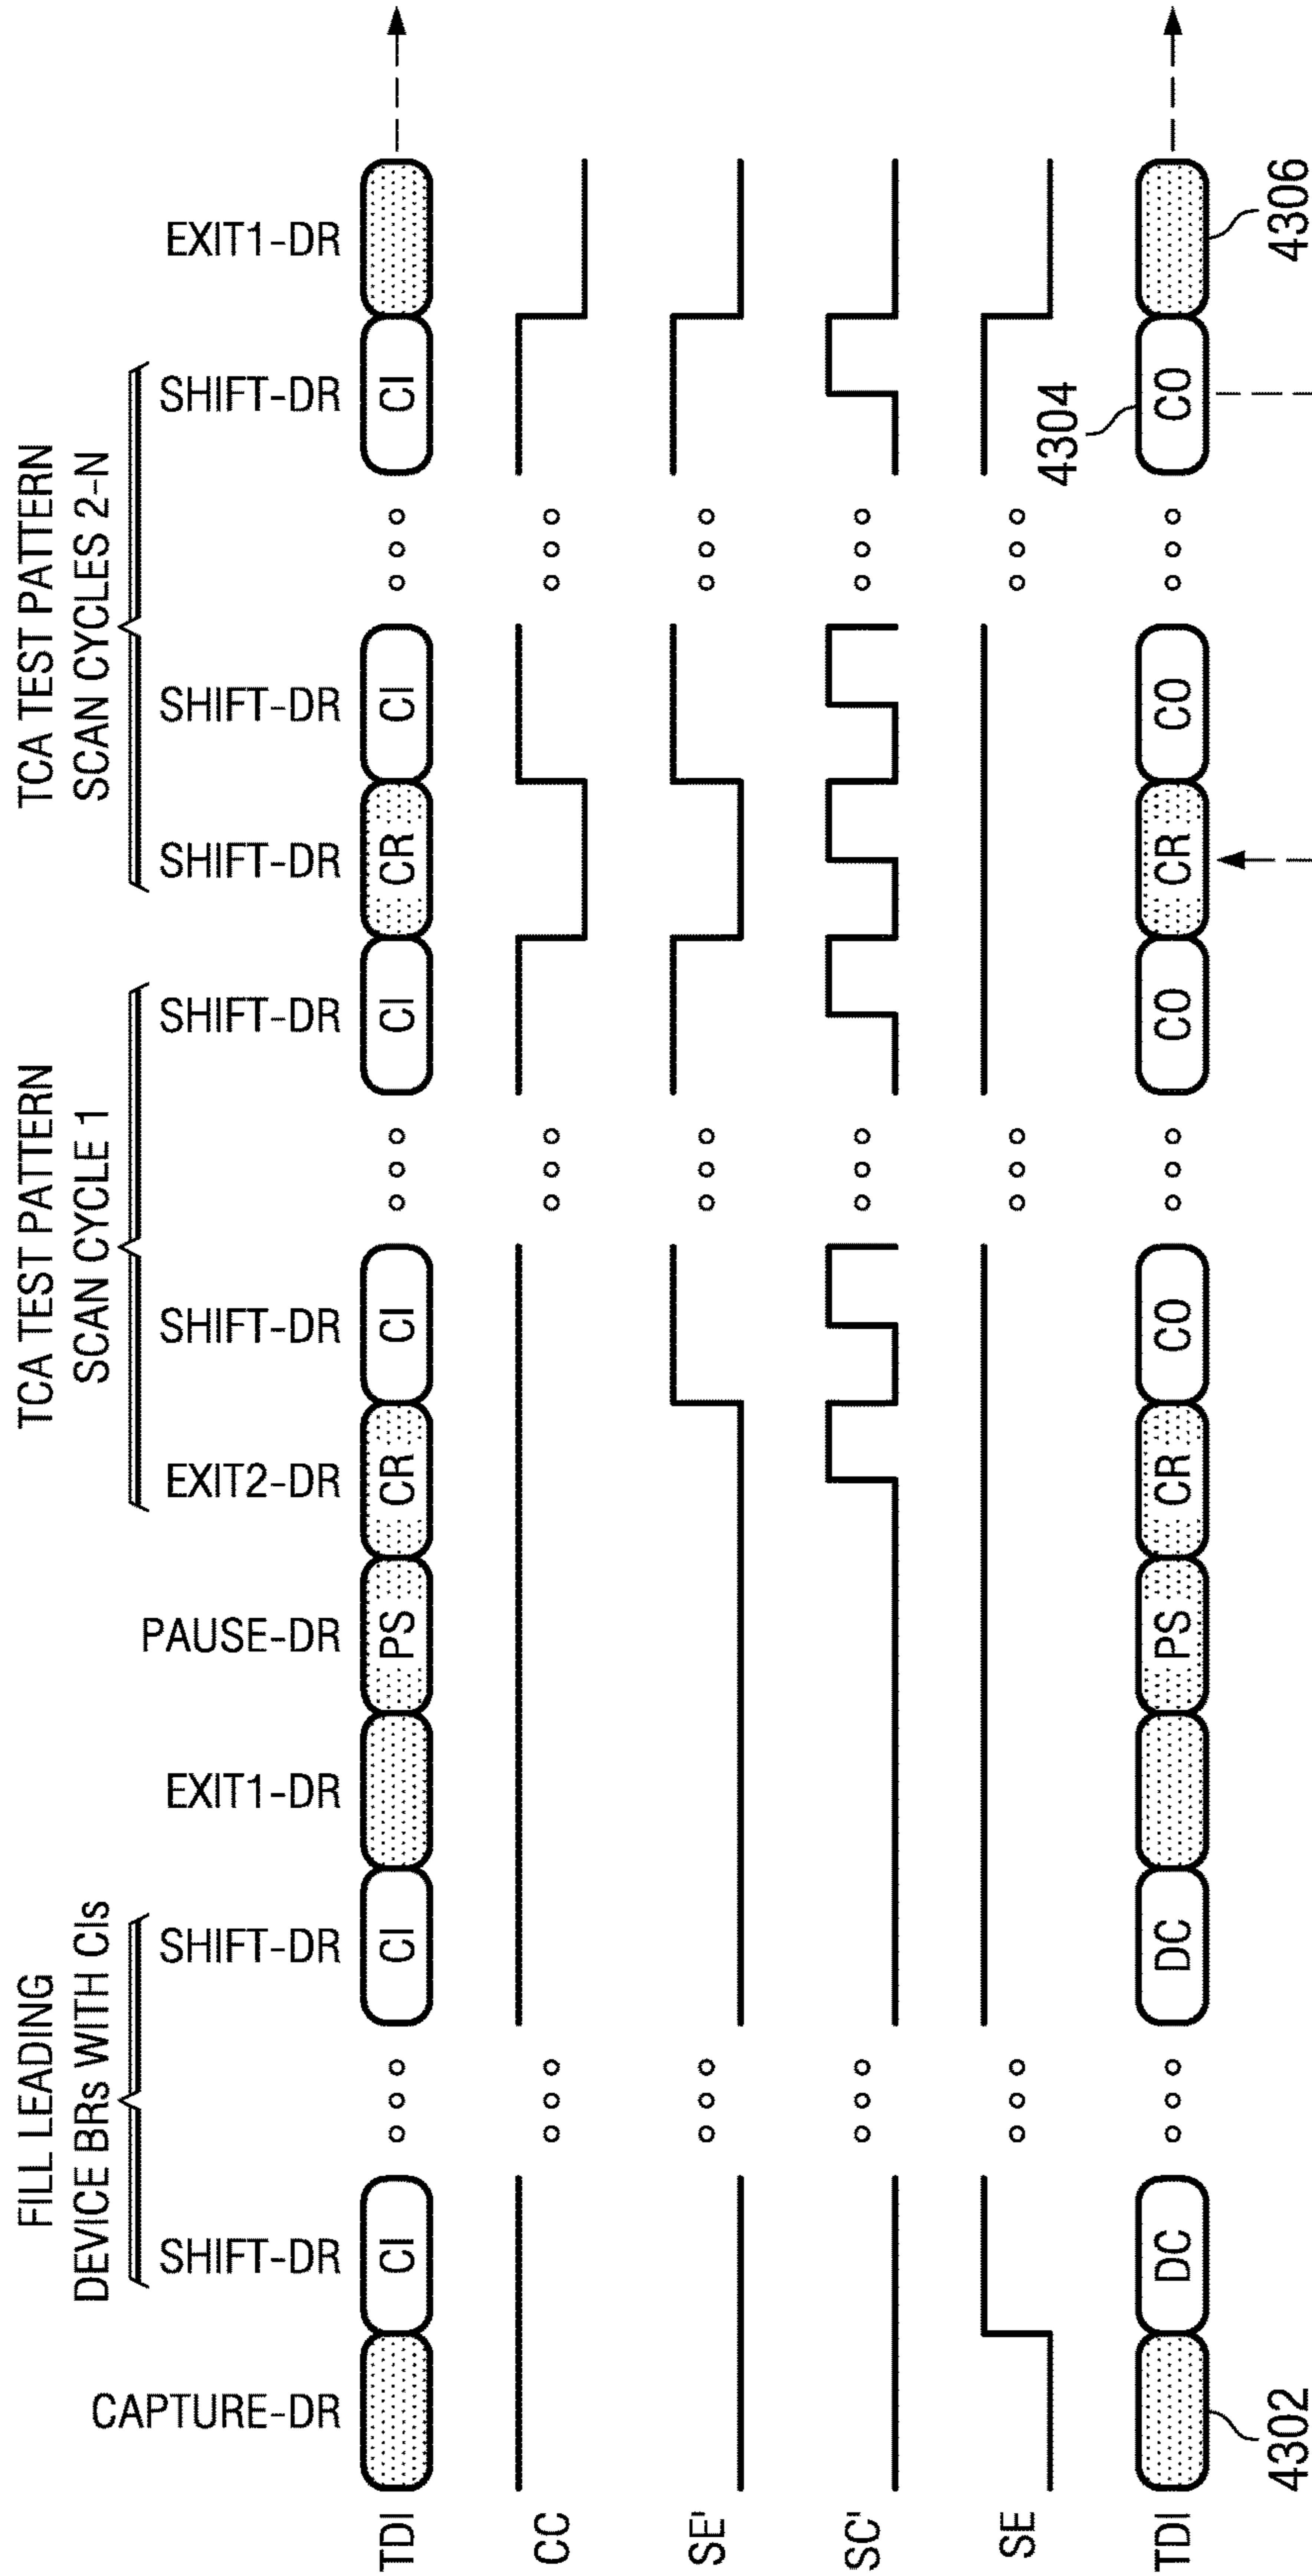 FILL LEADING
DEVICE BRs WITH CIs
TCA TEST PATTERN
SCAN CYCLE 1
TCA TEST PATTERN
SCAN CYCLES 2-N
CAPTURE-DR
SHIFT-DR
SHIFT-DR
EXIT1-DR
PAUSE-DR
EXIT2-DR
SHIFT-DR
SHIFT-DR
SHIFT-DR
SHIFT-DR
SHIFT-DR
EXIT1-DR
TDI
CI
CI
PS
CR
CI
CI
CR
CI
CI
CC
SE'
SC'
SE
4304
TDI
DC
DC
PS
CR
CO
CO
CR
CO
CO
4302
4306